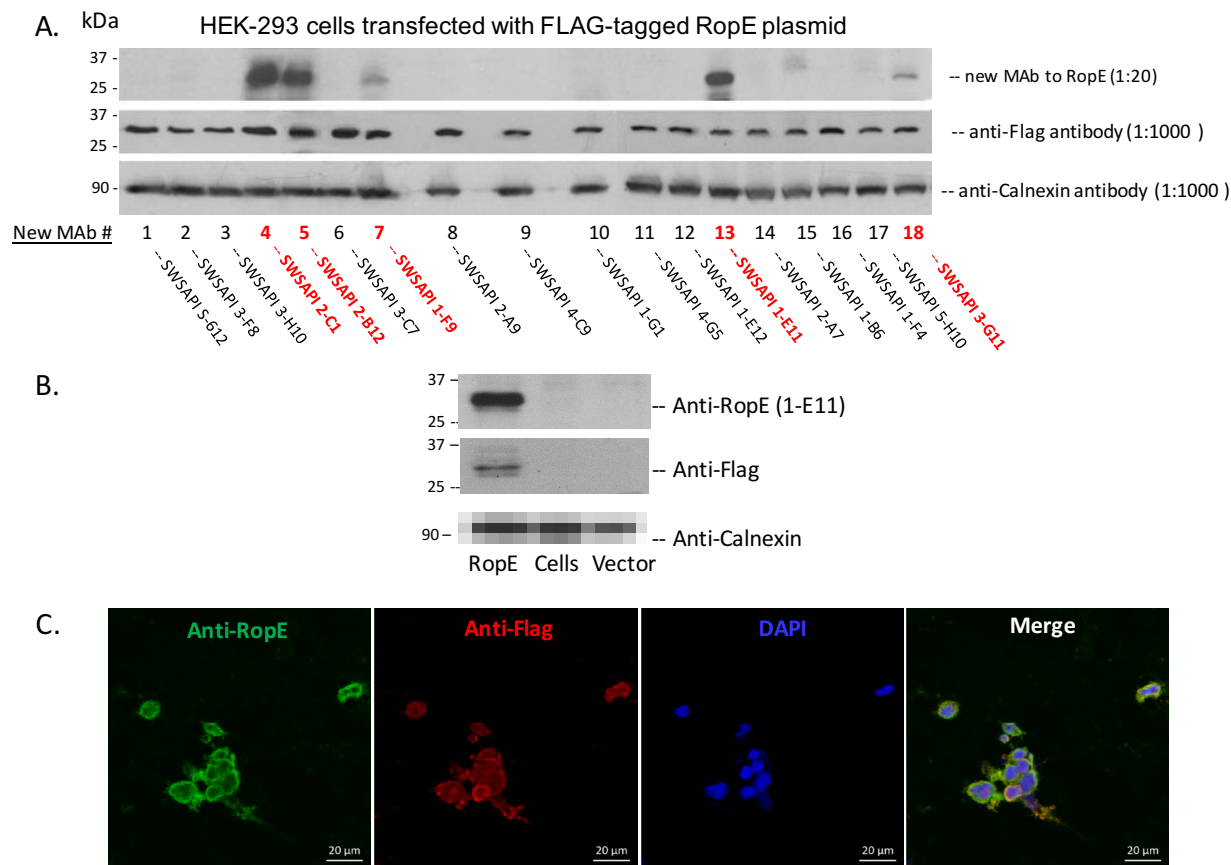 A.
kDa
HEK-293 cells transfected with FLAG-tagged RopE plasmid
37 -
25 -
-- new MAb to RopE (1:20)
37 -
25 -
-- anti-Flag antibody (1:1000 )
90 -
-- anti-Calnexin antibody (1:1000 )
New MAb # 1 2 3 4 5 6 7 8 9 10 11 12 13 14 15 16 17 18
-- SWSAPI S-612
-- SWSAPI 3-F8
-- SWSAPI 3-H10
-- SWSAPI 2-C1
-- SWSAPI 2-B12
-- SWSAPI 3-C7
-- SWSAPI 1-F9
-- SWSAPI 2-A9
-- SWSAPI 4-C9
-- SWSAPI 1-G1
-- SWSAPI 4-G5
-- SWSAPI 1-E12
-- SWSAPI 1-E11
-- SWSAPI 2-A7
-- SWSAPI 1-B6
-- SWSAPI 1-F4
-- SWSAPI 5-H10
-- SWSAPI 3-G11
B.
37 –
25 –
-- Anti-RopE (1-E11)
37 –
25 –
-- Anti-Flag
90 –
-- Anti-Calnexin
RopE Cells Vector
C.
Anti-RopE
Anti-Flag
DAPI
Merge
20 μm
20 μm
20 μm
20 μm